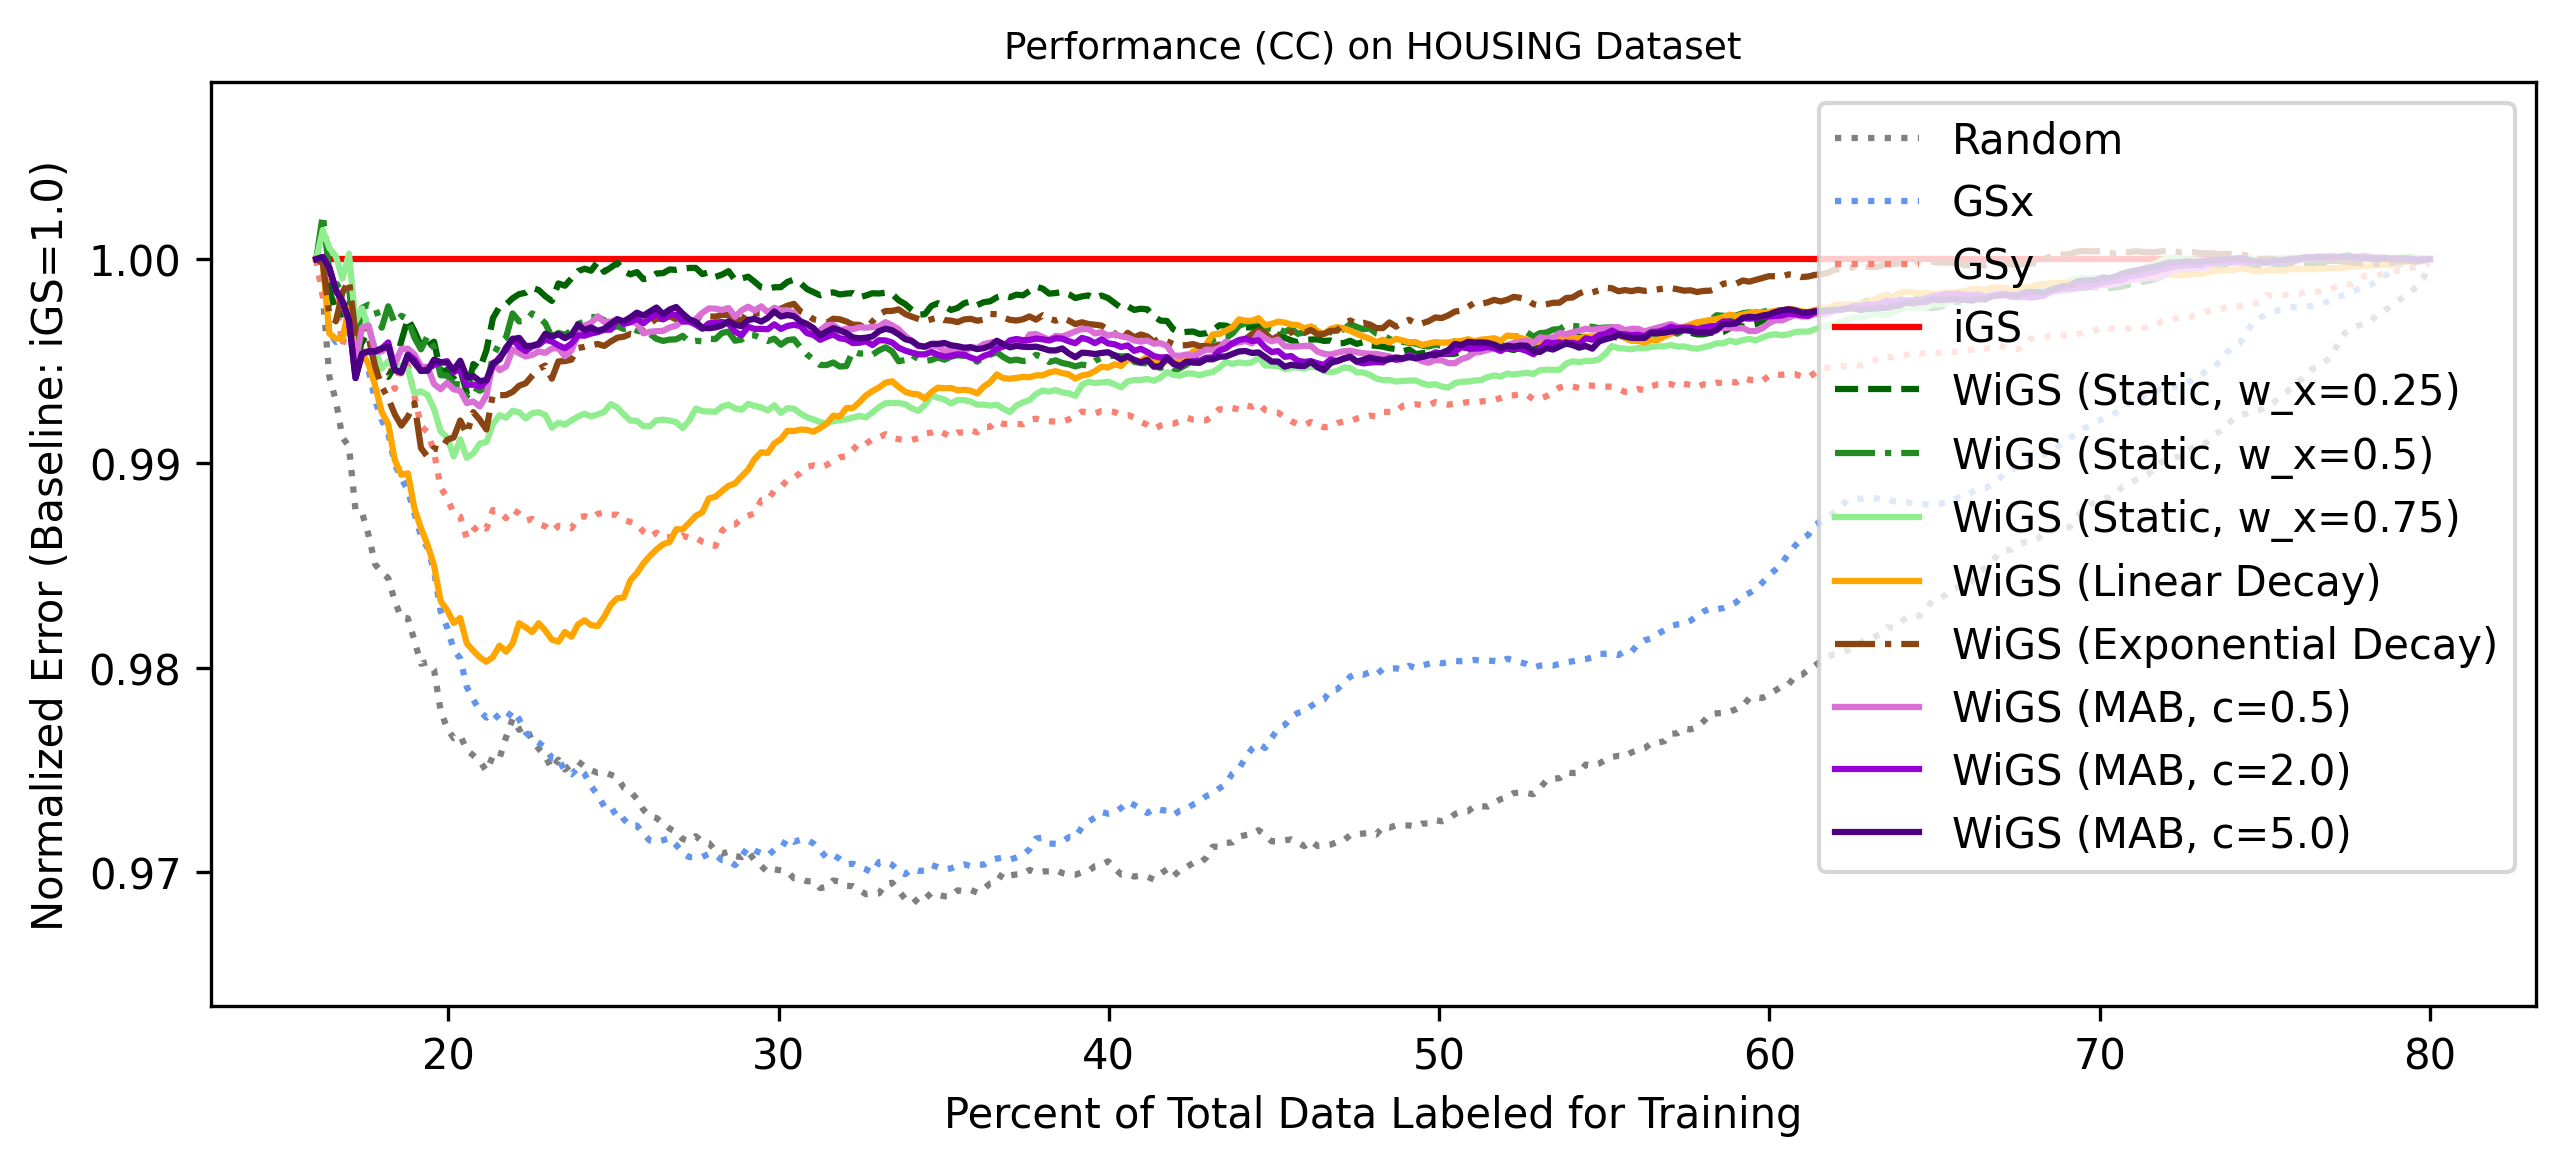 Performance (CC) on HOUSING Dataset
Normalized Error (Baseline: iGS=1.0)
1.00
0.99
0.98
0.97
Random
GSx
GSy
iGS
WiGS (Static, w_x=0.25)
WiGS (Static, w_x=0.5)
WiGS (Static, w_x=0.75)
WiGS (Linear Decay)
WiGS (Exponential Decay)
WiGS (MAB, c=0.5)
WiGS (MAB, c=2.0)
WiGS (MAB, c=5.0)
20 30 40 50 60 70 80
Percent of Total Data Labeled for Training